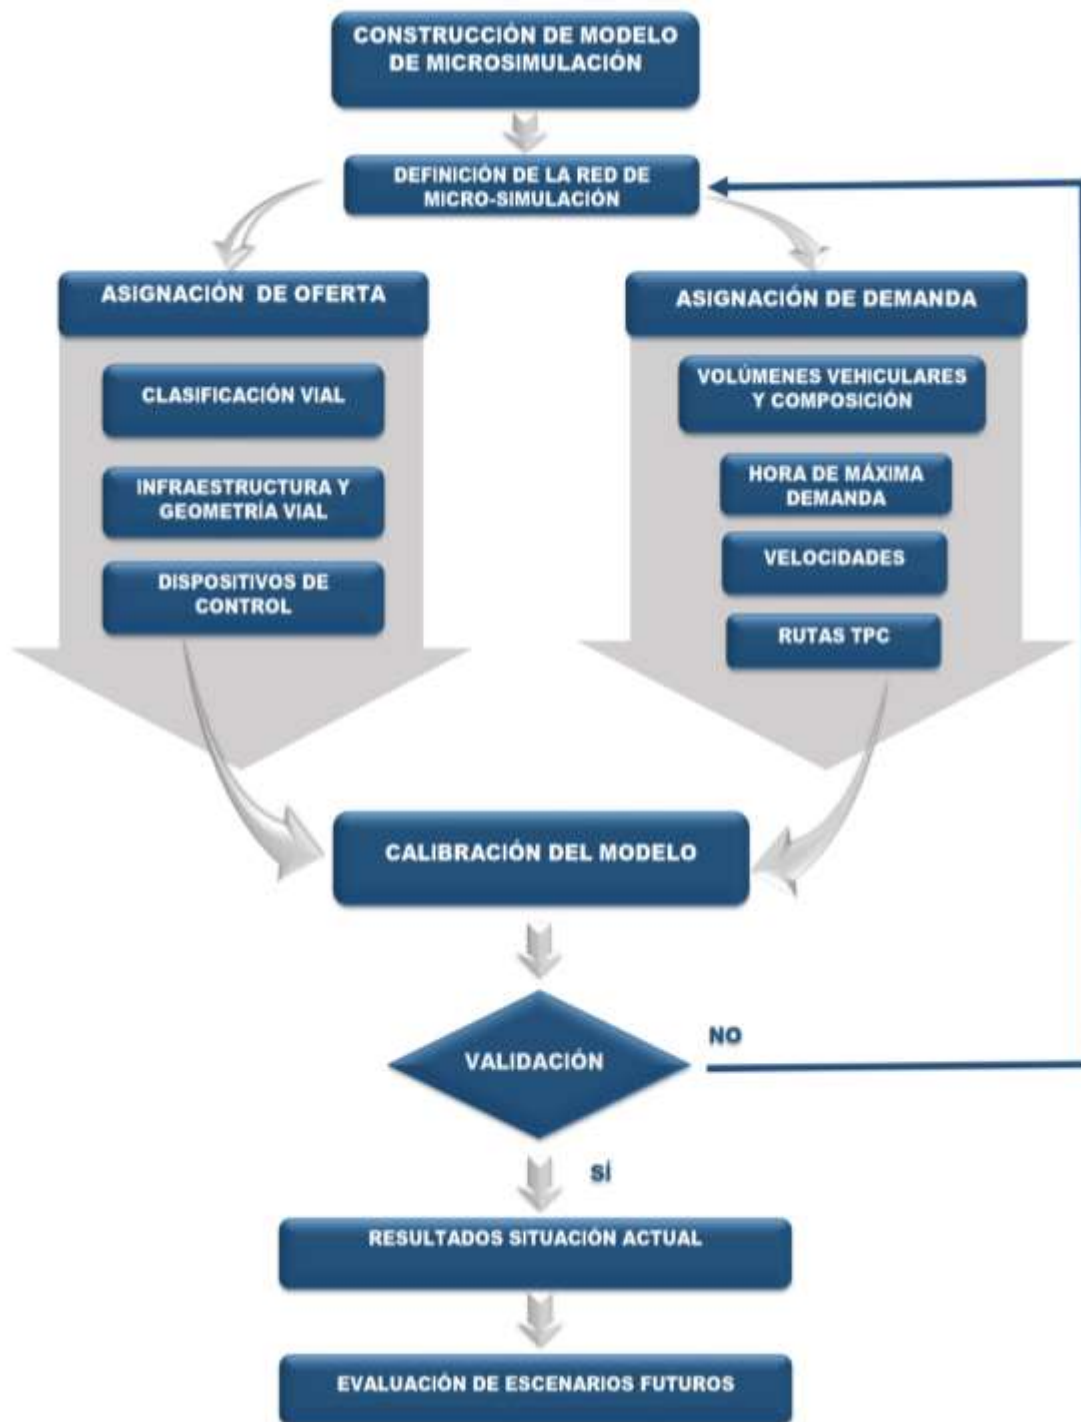 CONSTRUCCIÓN DE MODELO
DE MICROSIMULACIÓN
DEFINICIÓN DE LA RED DE
MICRO-SIMULACIÓN
ASIGNACIÓN DE OFERTA
CLASIFICACIÓN VIAL
INFRAESTRUCTURA Y
GEOMETRÍA VIAL
DISPOSITIVOS DE
CONTROL
ASIGNACIÓN DE DEMANDA
VOLÚMENES VEHICULARES
Y COMPOSICIÓN
HORA DE MÁXIMA
DEMANDA
VELOCIDADES
RUTAS TPC
CALIBRACIÓN DEL MODELO
VALIDACIÓN
NO
SÍ
RESULTADOS SITUACIÓN ACTUAL
EVALUACIÓN DE ESCENARIOS FUTUROS